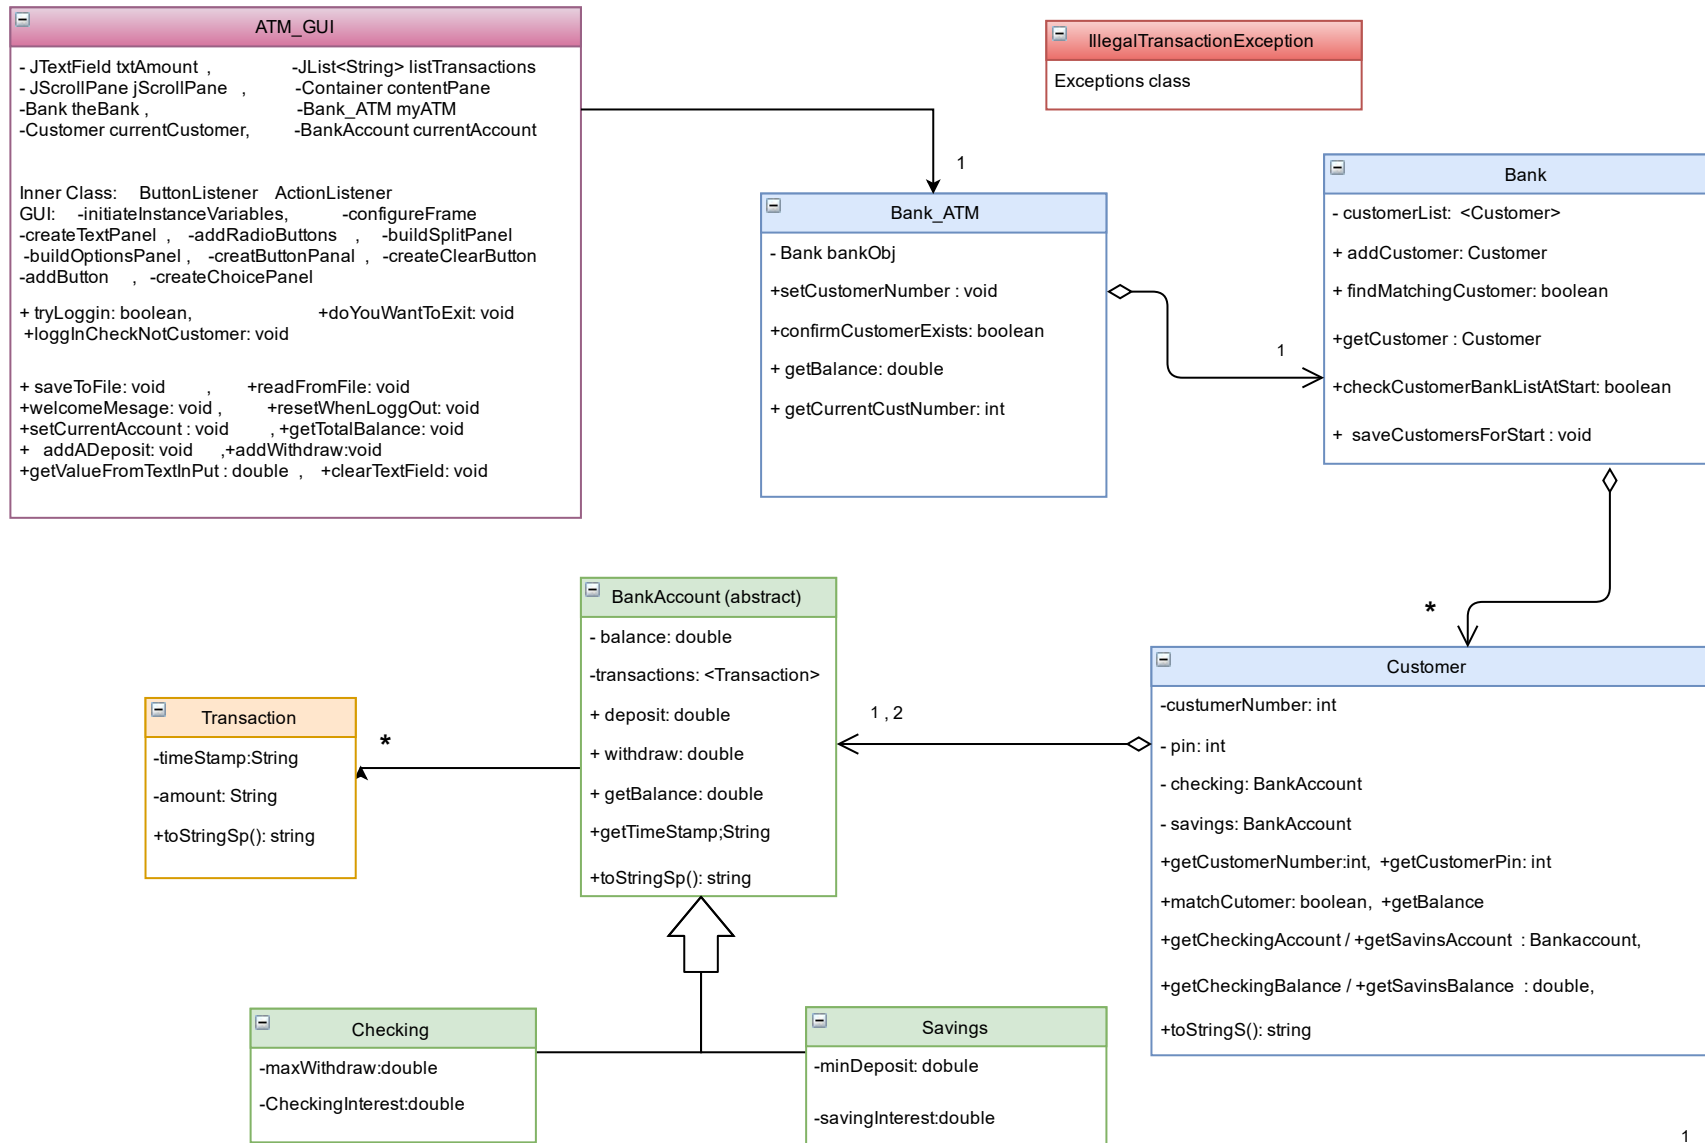 ATM_GUI
- JTextField txtAmount , -JList<String> listTransactions
- JScrollPane jScrollPane , -Container contentPane
-Bank theBank , -Bank_ATM myATM
-Customer currentCustomer, -BankAccount currentAccount
Inner Class: ButtonListener ActionListener
GUI: -initiateInstanceVariables, -configureFrame
-createTextPanel , -addRadioButtons , -buildSplitPanel
-buildOptionsPanel , -creatButtonPanal , -createClearButton
-addButton , -createChoicePanel
+ tryLoggin: boolean, +doYouWantToExit: void
+loggInCheckNotCustomer: void
+ saveToFile: void , +readFromFile: void
+welcomeMesage: void , +resetWhenLoggOut: void
+setCurrentAccount : void , +getTotalBalance: void
+ addADeposit: void ,+addWithdraw:void
+getValueFromTextInPut : double , +clearTextField: void
IllegalTransactionException
Exceptions class
1
Bank_ATM
- Bank bankObj
+setCustomerNumber : void
+confirmCustomerExists: boolean
+ getBalance: double
+ getCurrentCustNumber: int
1
Bank
- customerList: <Customer>
+ addCustomer: Customer
+ findMatchingCustomer: boolean
+getCustomer : Customer
+checkCustomerBankListAtStart: boolean
+ saveCustomersForStart : void
*
Customer
-custumerNumber: int
- pin: int
- checking: BankAccount
- savings: BankAccount
+getCustomerNumber:int, +getCustomerPin: int
+matchCutomer: boolean, +getBalance
+getCheckingAccount / +getSavinsAccount : Bankaccount,
+getCheckingBalance / +getSavinsBalance : double,
+toStringS(): string
1 , 2
BankAccount (abstract)
- balance: double
-transactions: <Transaction>
+ deposit: double
+ withdraw: double
+ getBalance: double
+getTimeStamp;String
+toStringSp(): string
*
Transaction
-timeStamp:String
-amount: String
+toStringSp(): string
Checking
-maxWithdraw:double
-CheckingInterest:double
Savings
-minDeposit: dobule
-savingInterest:double
1